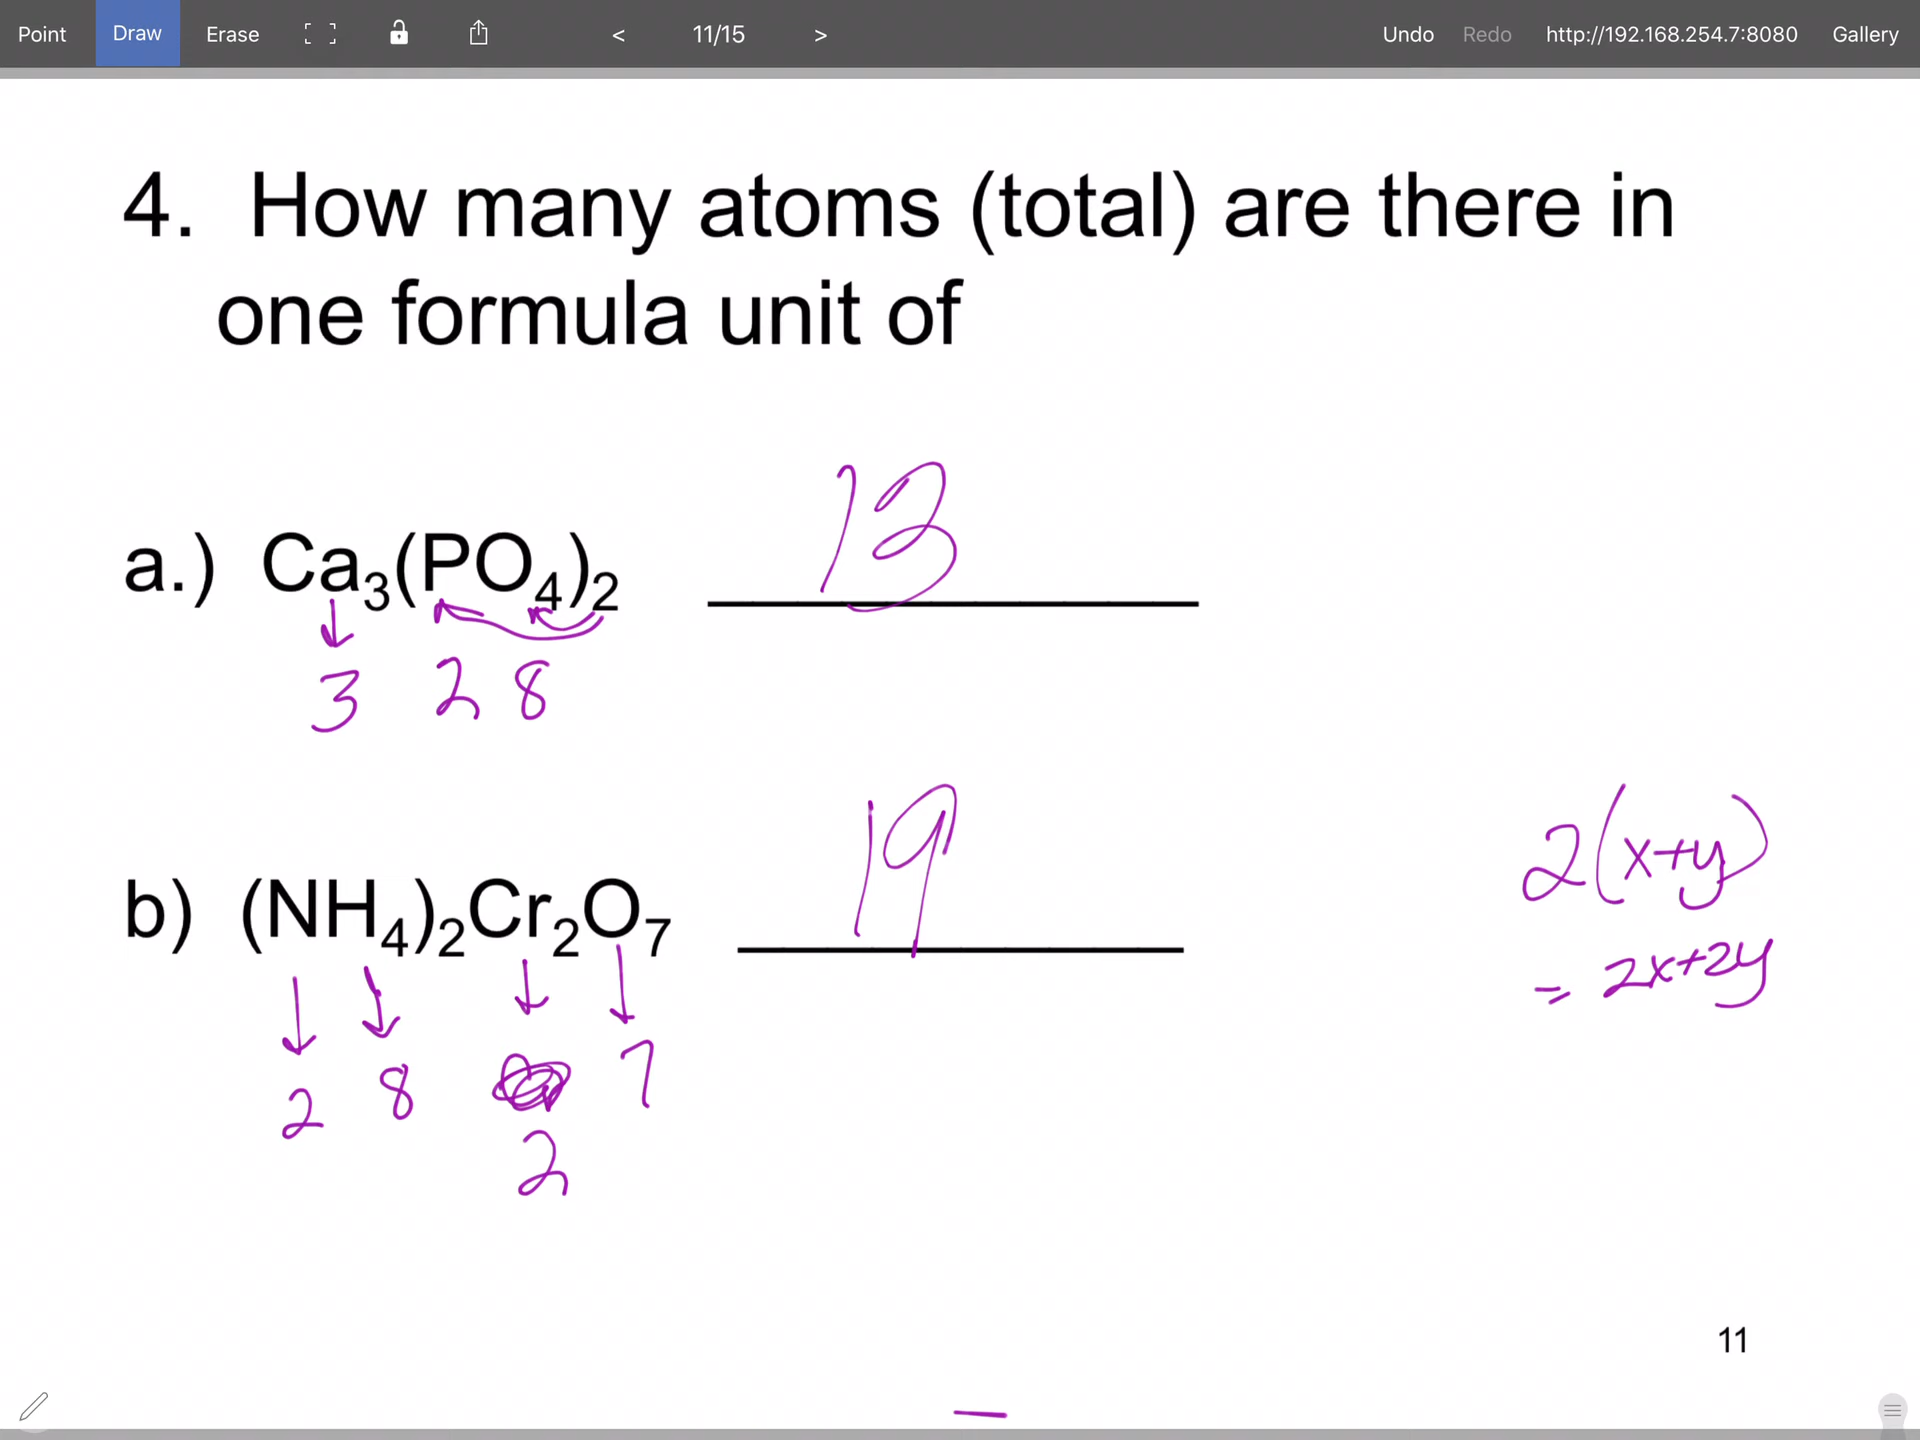 Point Draw Erase < 11/15 > Undo Redo http://192.168.254.7:8080 Gallery
4. How many atoms (total) are there in
one formula unit of
a.) Ca₃(PO₄)₂ 13
3 2 8
b) (NH₄)₂Cr₂O₇ 19
2 8 7
2
2(x+y)
= 2x+2y
11